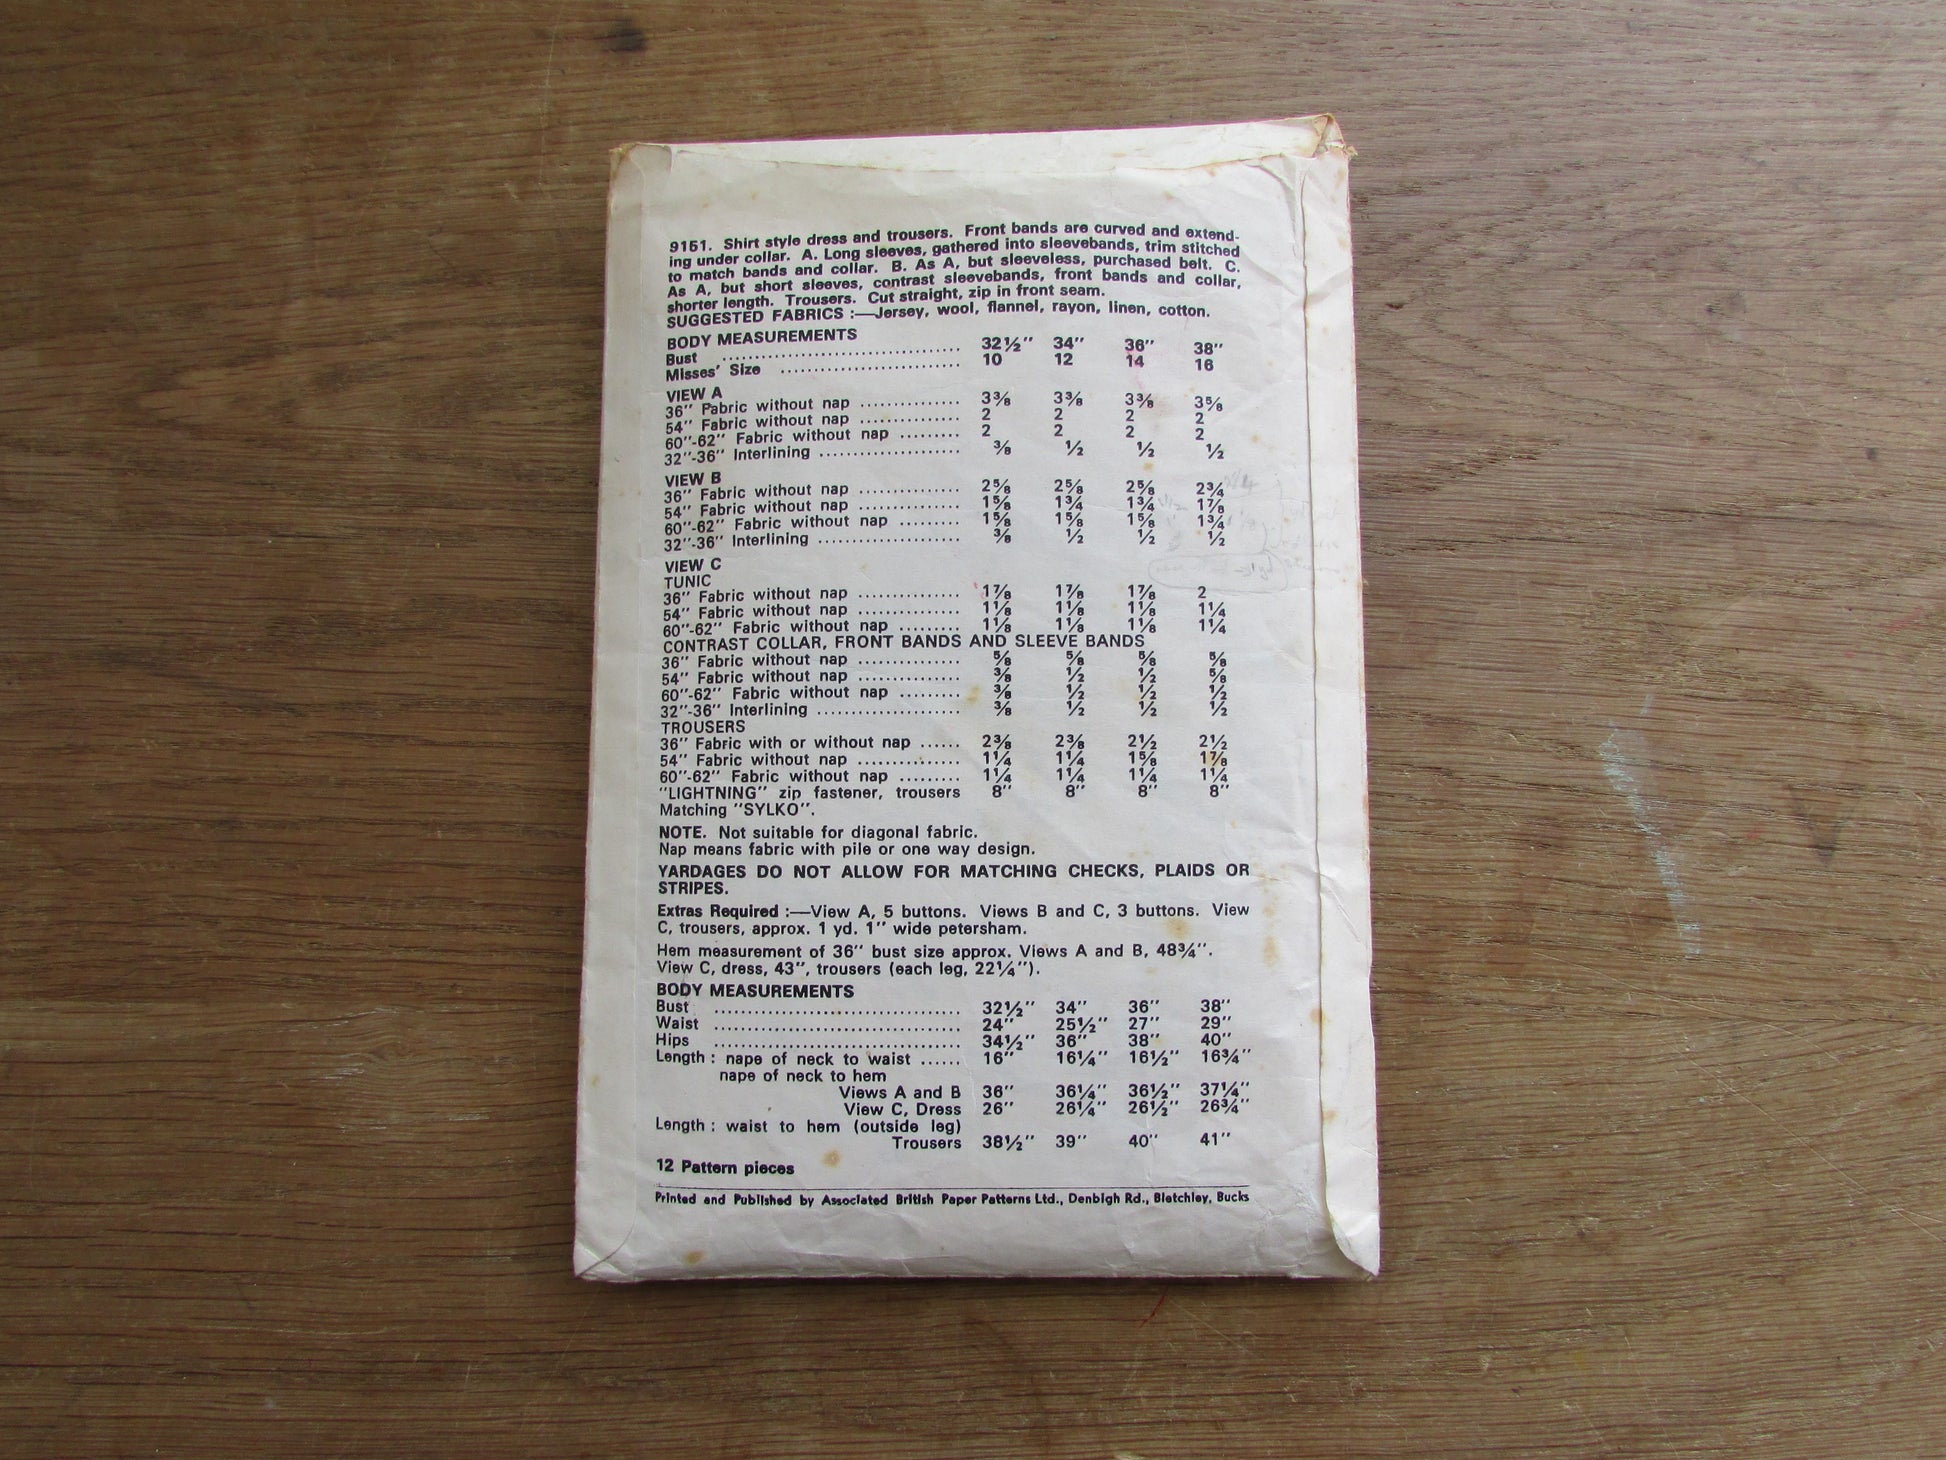 9151. Shirt style dress and trousers. Front bands are curved and extend-
ing under collar. A. Long sleeves, gathered into sleevebands, trim stitched
to match bands and collar. B. As A, but sleeveless, purchased belt. C.
As A, but short sleeves, contrast sleevebands, front bands and collar,
shorter length. Trousers. Cut straight, zip in front seam.
SUGGESTED FABRICS :—Jersey, wool, flannel, rayon, linen, cotton.
BODY MEASUREMENTS
Bust .................................. 32½" 34" 36" 38"
Misses' Size ......................... 10 12 14 16
VIEW A
36" Fabric without nap .............. 3⅜ 3⅜ 3⅜ 3⅝
54" Fabric without nap .............. 2 2 2 2
60"-62" Fabric without nap ......... 2 2 2 2
32"-36" Interlining .................... ⅜ ½ ½ ½
VIEW B
36" Fabric without nap .............. 2⅝ 2⅝ 2⅝ 2¾
54" Fabric without nap .............. 1⅝ 1¾ 1¾ 1⅞
60"-62" Fabric without nap ......... 1⅝ 1⅝ 1⅝ 1¾
32"-36" Interlining .................... ⅜ ½ ½ ½
VIEW C
TUNIC
36" Fabric without nap .............. 1⅞ 1⅞ 1⅞ 2
54" Fabric without nap .............. 1⅛ 1⅛ 1⅛ 1¼
60"-62" Fabric without nap ......... 1⅛ 1⅛ 1⅛ 1¼
CONTRAST COLLAR, FRONT BANDS AND SLEEVE BANDS
36" Fabric without nap .............. ⅝ ⅝ ⅝ ⅝
54" Fabric without nap .............. ⅜ ½ ½ ⅝
60"-62" Fabric without nap ......... ⅜ ½ ½ ½
32"-36" Interlining .................... ⅜ ½ ½ ½
TROUSERS
36" Fabric with or without nap ...... 2⅜ 2⅜ 2½ 2½
54" Fabric without nap .............. 1¼ 1¼ 1⅝ 1⅞
60"-62" Fabric without nap ......... 1¼ 1¼ 1¼ 1¼
"LIGHTNING" zip fastener, trousers 8" 8" 8" 8"
Matching "SYLKO".
NOTE. Not suitable for diagonal fabric.
Nap means fabric with pile or one way design.
YARDAGES DO NOT ALLOW FOR MATCHING CHECKS, PLAIDS OR
STRIPES.
Extras Required :—View A, 5 buttons. Views B and C, 3 buttons. View
C, trousers, approx. 1 yd. 1" wide petersham.
Hem measurement of 36" bust size approx. Views A and B, 48¾".
View C, dress, 43", trousers (each leg, 22¼").
BODY MEASUREMENTS
Bust .................................. 32½" 34" 36" 38"
Waist .................................. 24" 25½" 27" 29"
Hips .................................. 34½" 36" 38" 40"
Length : nape of neck to waist ...... 16" 16¼" 16½" 16¾"
nape of neck to hem
Views A and B 36" 36¼" 36½" 37¼"
View C, Dress 26" 26¼" 26½" 26¾"
Length : waist to hem (outside leg)
Trousers 38½" 39" 40" 41"
12 Pattern pieces
Printed and Published by Associated British Paper Patterns Ltd., Denbigh Rd., Bletchley, Bucks